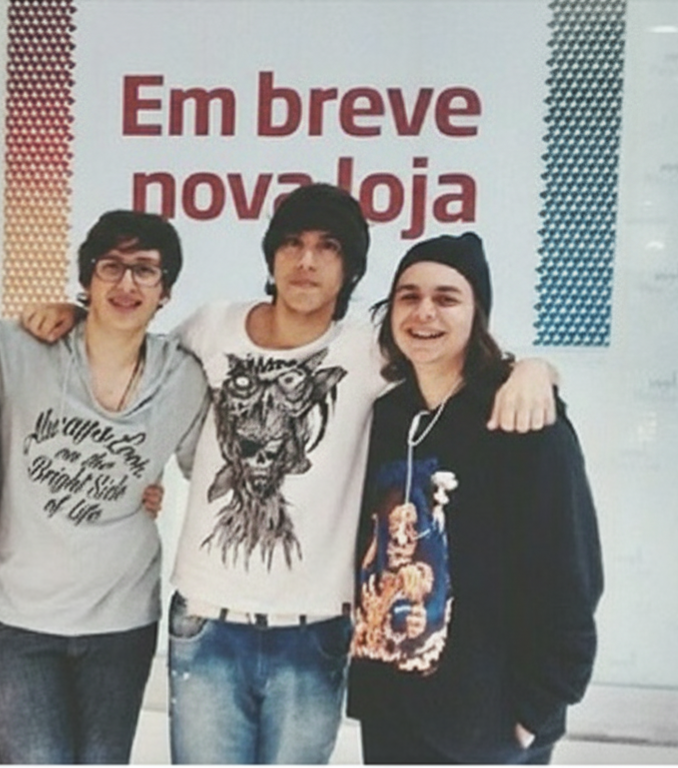 Em breve
nova loja
Always Look
on the
Bright Side
of life